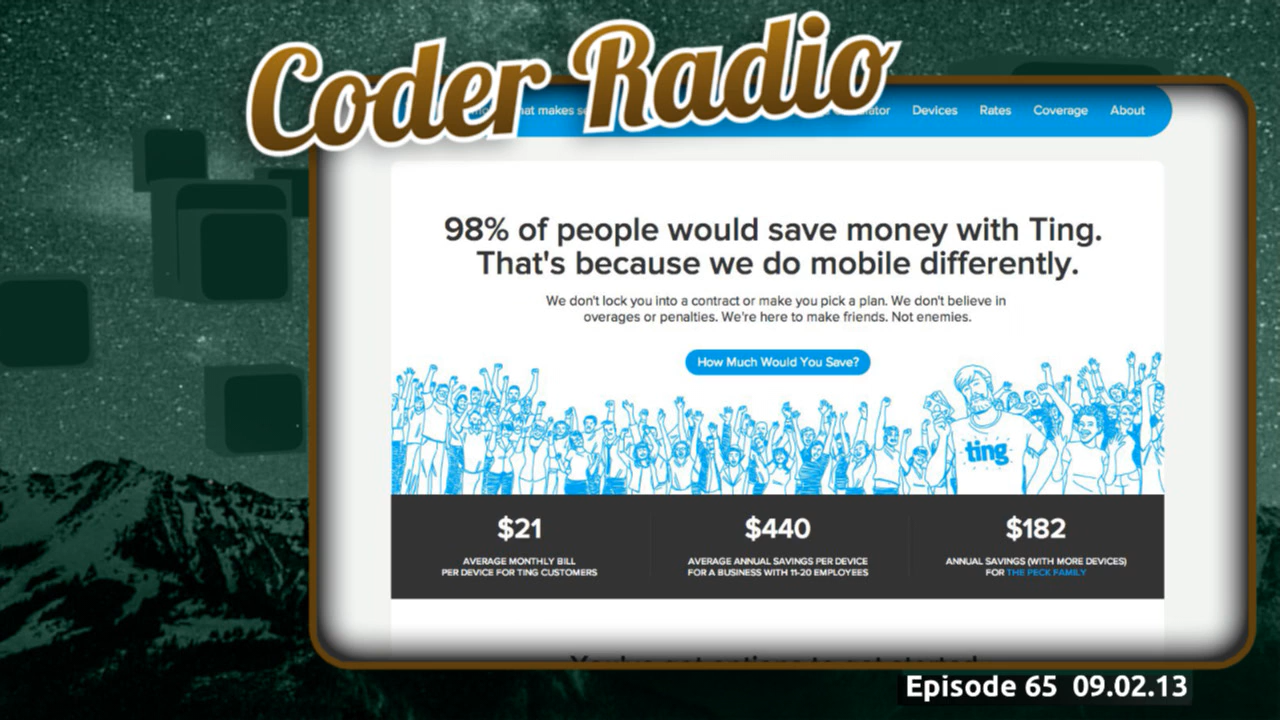 Coder Radio
Devices Rates Coverage About
98% of people would save money with Ting.
That's because we do mobile differently.
We don't lock you into a contract or make you pick a plan. We don't believe in
overages or penalties. We're here to make friends. Not enemies.
How Much Would You Save?
ting
$21 $440 $182
AVERAGE MONTHLY BILL AVERAGE ANNUAL SAVINGS PER DEVICE ANNUAL SAVINGS (WITH MORE DEVICES)
PER DEVICE FOR TING CUSTOMERS FOR A BUSINESS WITH 11-20 EMPLOYEES FOR THE PECK FAMILY
Episode 65 09.02.13